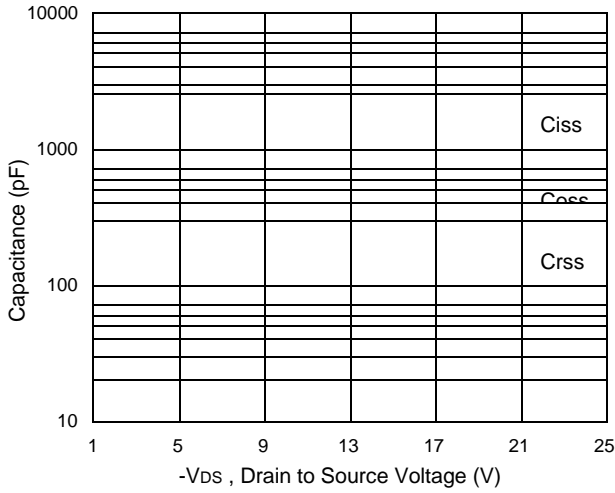 10000
Ciss
1000
Coss
Crss
100
10
1 5 9 13 17 21 25
Capacitance (pF)
-VDS , Drain to Source Voltage (V)